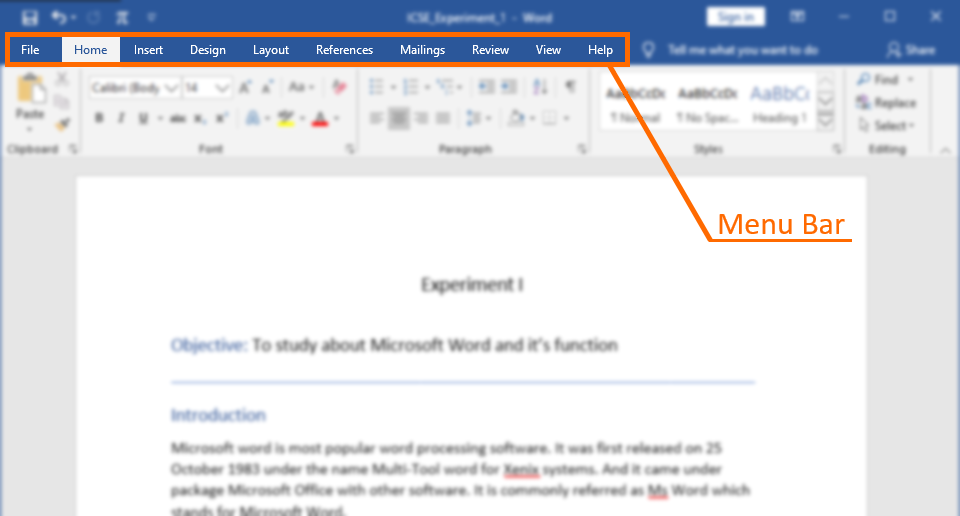 ICSE_Experiment_1 - Word
Sign in
File Home Insert Design Layout References Mailings Review View Help
Tell me what you want to do
Share
Calibri (Body
14
Aa
Find
Paste
AaBbCcDc AaBbCcDc AaBbCc
Replace
B I U abc x₂ x²
¶ Normal ¶ No Spac... Heading 1
Select
Clipboard
Font
Paragraph
Styles
Editing
Menu Bar
Experiment I
Objective: To study about Microsoft Word and it's function
Introduction
Microsoft word is most popular word processing software. It was first released on 25
October 1983 under the name Multi-Tool word for Xenix systems. And it came under
package Microsoft Office with other software. It is commonly referred as Ms Word which
stands for Microsoft Word.